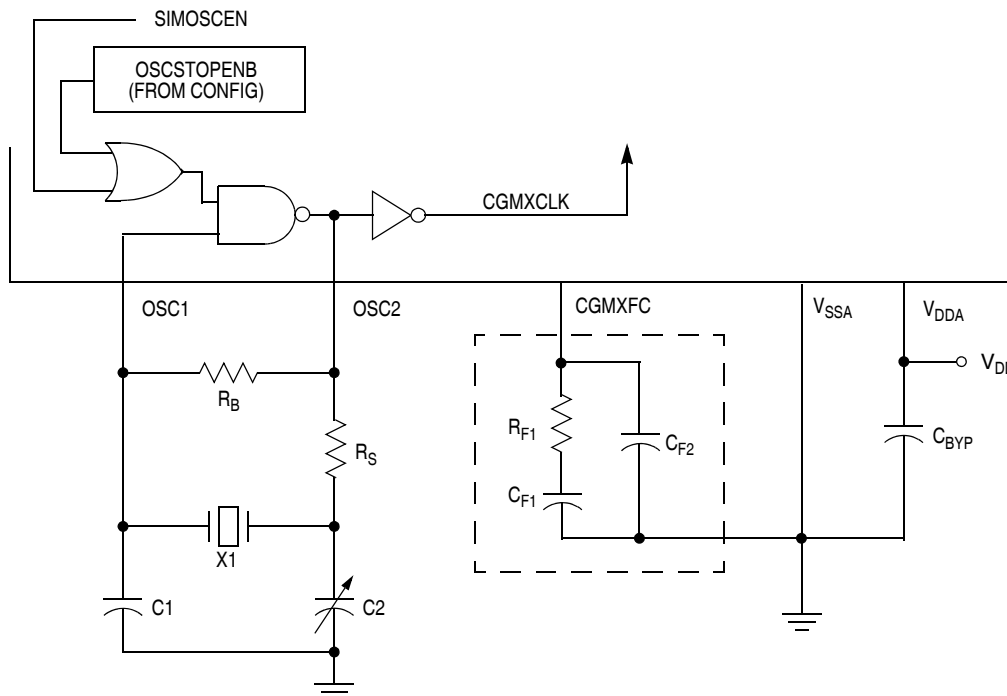 SIMOSCEN
OSCSTOPENB
(FROM CONFIG)
CGMXCLK
OSC1
OSC2
CGMXFC
VSSA
VDDA
RB
RS
RF1
CF2
CBYP
CF1
X1
C1
C2